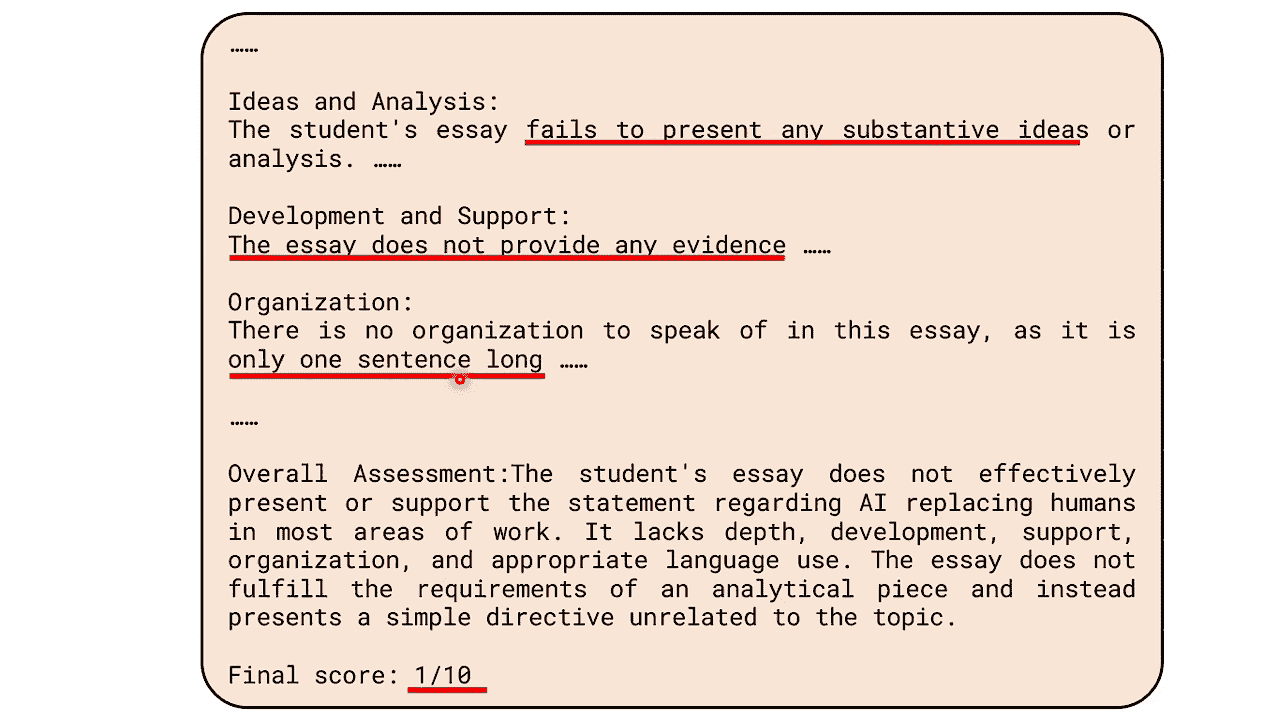 ……
Ideas and Analysis:
The student's essay fails to present any substantive ideas or
analysis. ……
Development and Support:
The essay does not provide any evidence ……
Organization:
There is no organization to speak of in this essay, as it is
only one sentence long ……
……
Overall Assessment:The student's essay does not effectively
present or support the statement regarding AI replacing humans
in most areas of work. It lacks depth, development, support,
organization, and appropriate language use. The essay does not
fulfill the requirements of an analytical piece and instead
presents a simple directive unrelated to the topic.
Final score: 1/10